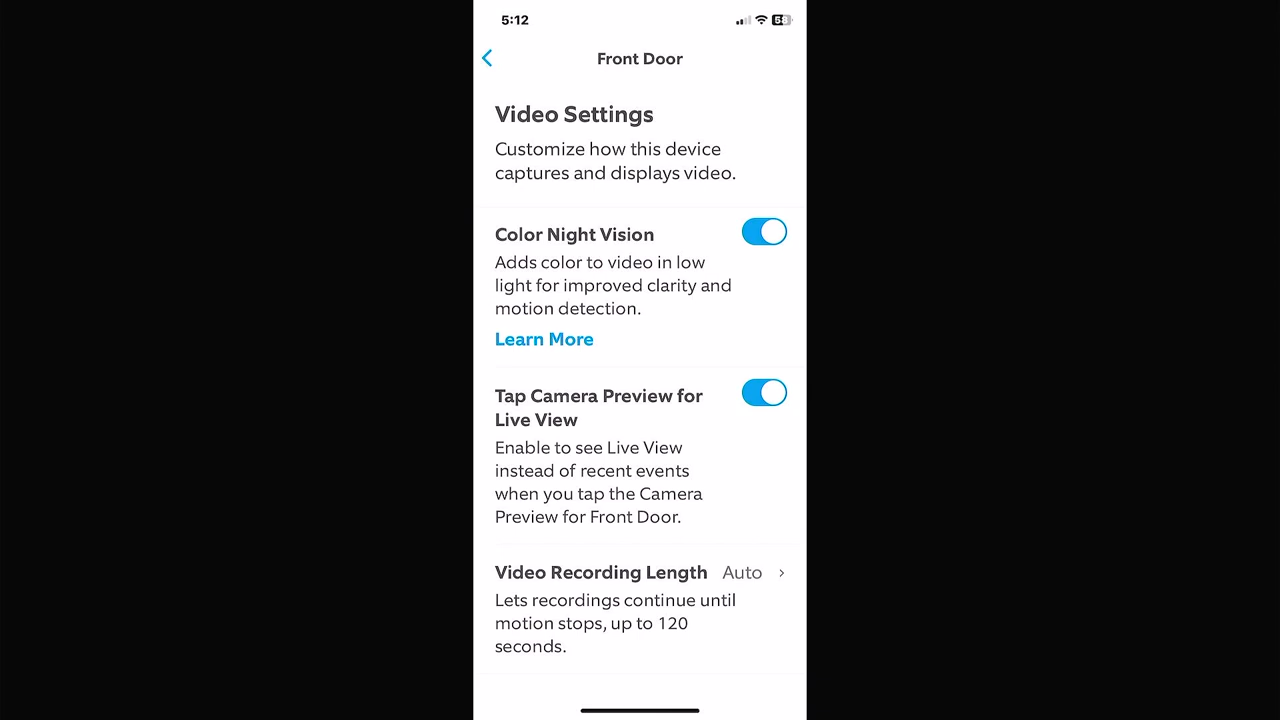 5:12
58
Front Door
Video Settings
Customize how this device
captures and displays video.
Color Night Vision
Adds color to video in low
light for improved clarity and
motion detection.
Learn More
Tap Camera Preview for
Live View
Enable to see Live View
instead of recent events
when you tap the Camera
Preview for Front Door.
Video Recording Length Auto
Lets recordings continue until
motion stops, up to 120
seconds.